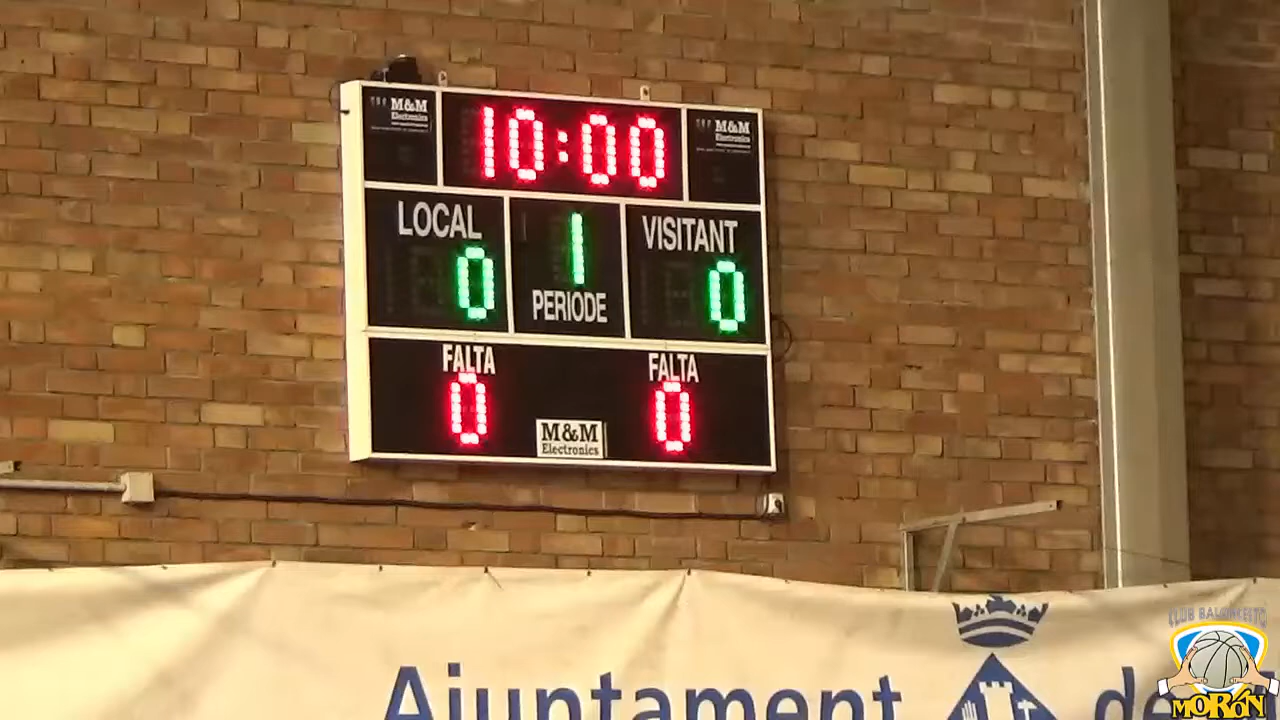 M&M
Electronics
10:00
M&M
Electronics
LOCAL
0
1
PERIODE
VISITANT
0
FALTA
0
FALTA
0
M&M
Electronics
Ajuntament de
CLUB BALONCESTO
MORÓN